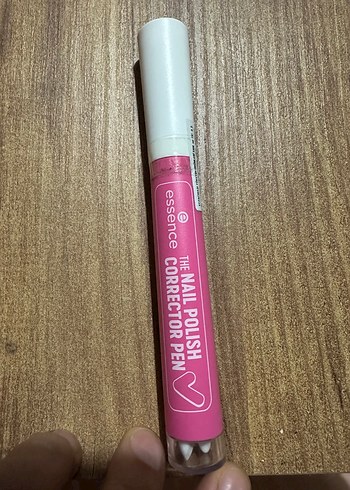 essence
THE NAIL POLISH
CORRECTOR PEN